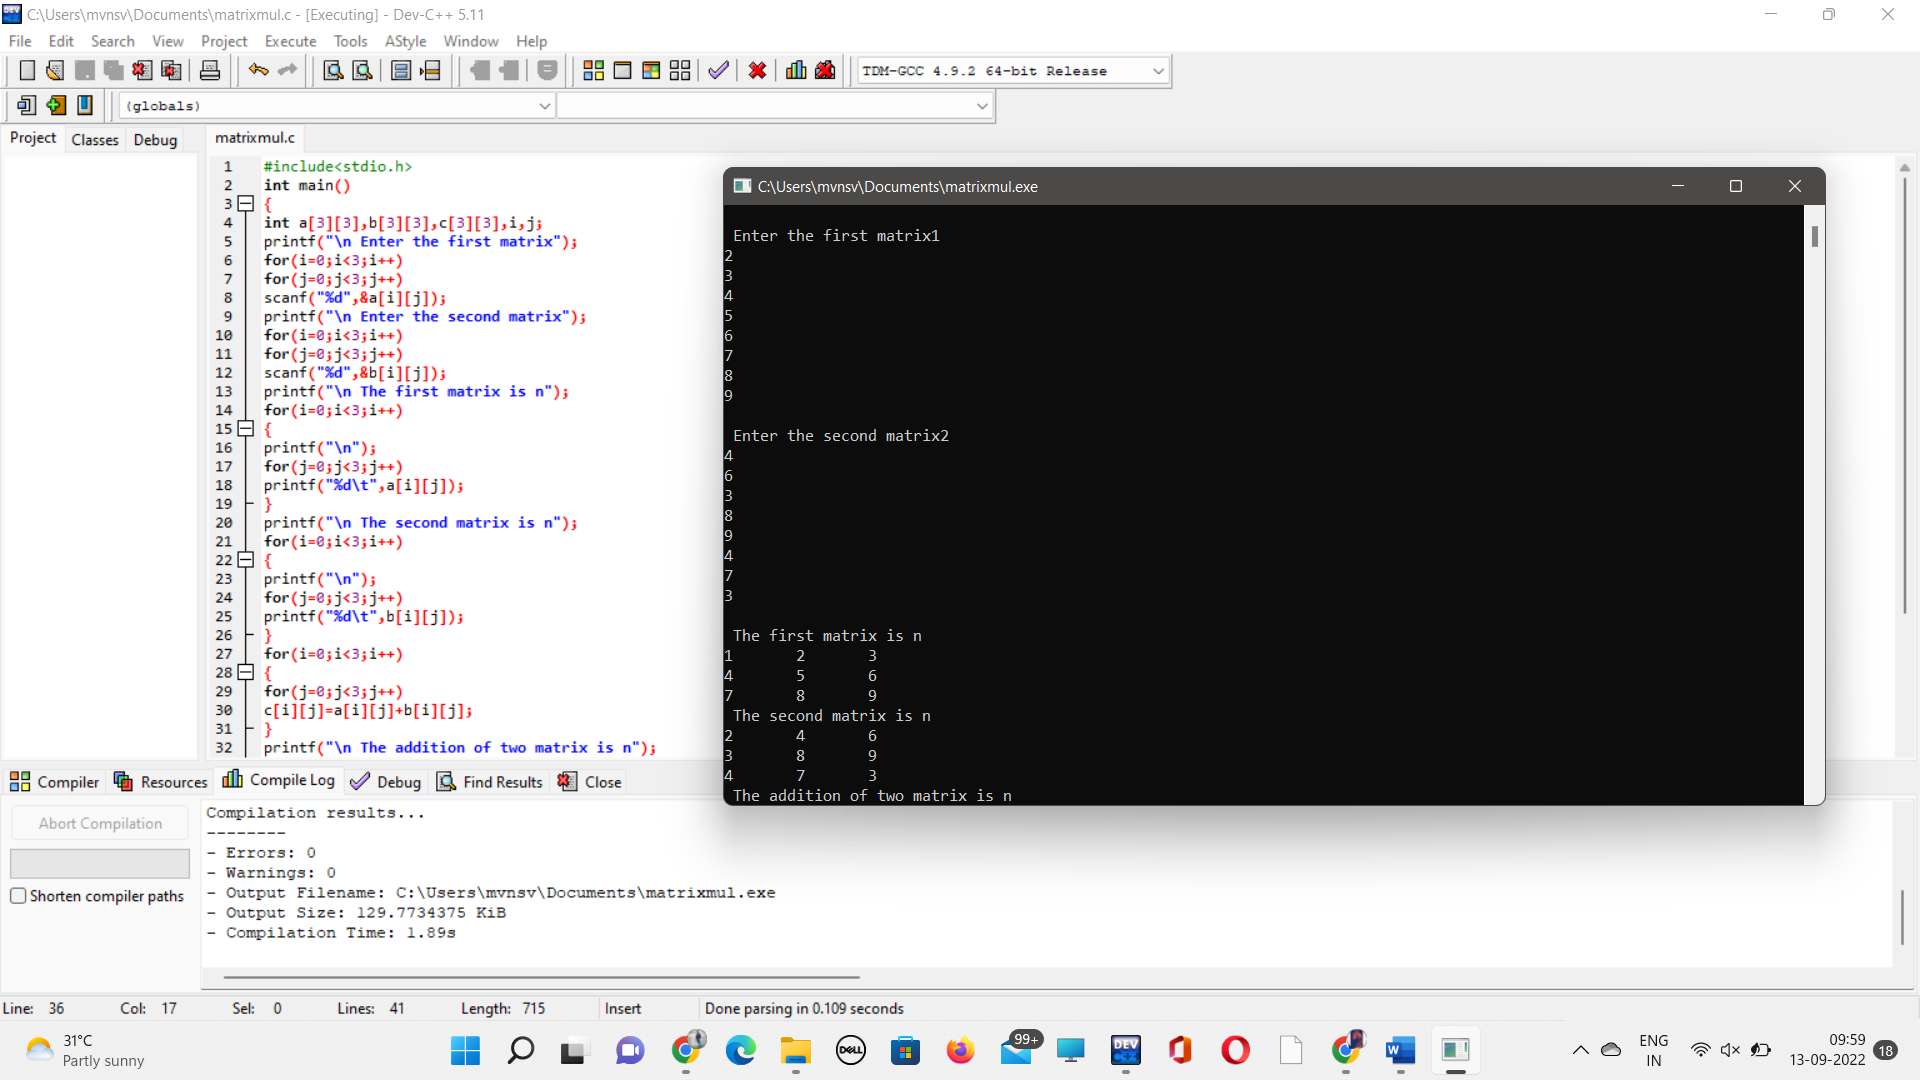 C:\Users\mvnsv\Documents\matrixmul.c - [Executing] - Dev-C++ 5.11
File Edit Search View Project Execute Tools AStyle Window Help
TDM-GCC 4.9.2 64-bit Release
(globals)
Project Classes Debug
matrixmul.c
1 #include<stdio.h>
2 int main()
3 {
4 int a[3][3],b[3][3],c[3][3],i,j;
5 printf("\n Enter the first matrix");
6 for(i=0;i<3;i++)
7 for(j=0;j<3;j++)
8 scanf("%d",&a[i][j]);
9 printf("\n Enter the second matrix");
10 for(i=0;i<3;i++)
11 for(j=0;j<3;j++)
12 scanf("%d",&b[i][j]);
13 printf("\n The first matrix is n");
14 for(i=0;i<3;i++)
15 {
16 printf("\n");
17 for(j=0;j<3;j++)
18 printf("%d\t",a[i][j]);
19 }
20 printf("\n The second matrix is n");
21 for(i=0;i<3;i++)
22 {
23 printf("\n");
24 for(j=0;j<3;j++)
25 printf("%d\t",b[i][j]);
26 }
27 for(i=0;i<3;i++)
28 {
29 for(j=0;j<3;j++)
30 c[i][j]=a[i][j]+b[i][j];
31 }
32 printf("\n The addition of two matrix is n");
C:\Users\mvnsv\Documents\matrixmul.exe
Enter the first matrix1
2
3
4
5
6
7
8
9
Enter the second matrix2
4
6
3
8
9
4
7
3
The first matrix is n
1 2 3
4 5 6
7 8 9
The second matrix is n
2 4 6
3 8 9
4 7 3
The addition of two matrix is n
Compiler Resources Compile Log Debug Find Results Close
Abort Compilation
Shorten compiler paths
Compilation results...
--------
- Errors: 0
- Warnings: 0
- Output Filename: C:\Users\mvnsv\Documents\matrixmul.exe
- Output Size: 129.7734375 KiB
- Compilation Time: 1.89s
Line: 36 Col: 17 Sel: 0 Lines: 41 Length: 715 Insert Done parsing in 0.109 seconds
31°C
Partly sunny
DELL
99+
DEV
C++
W
ENG
IN
09:59
13-09-2022
18